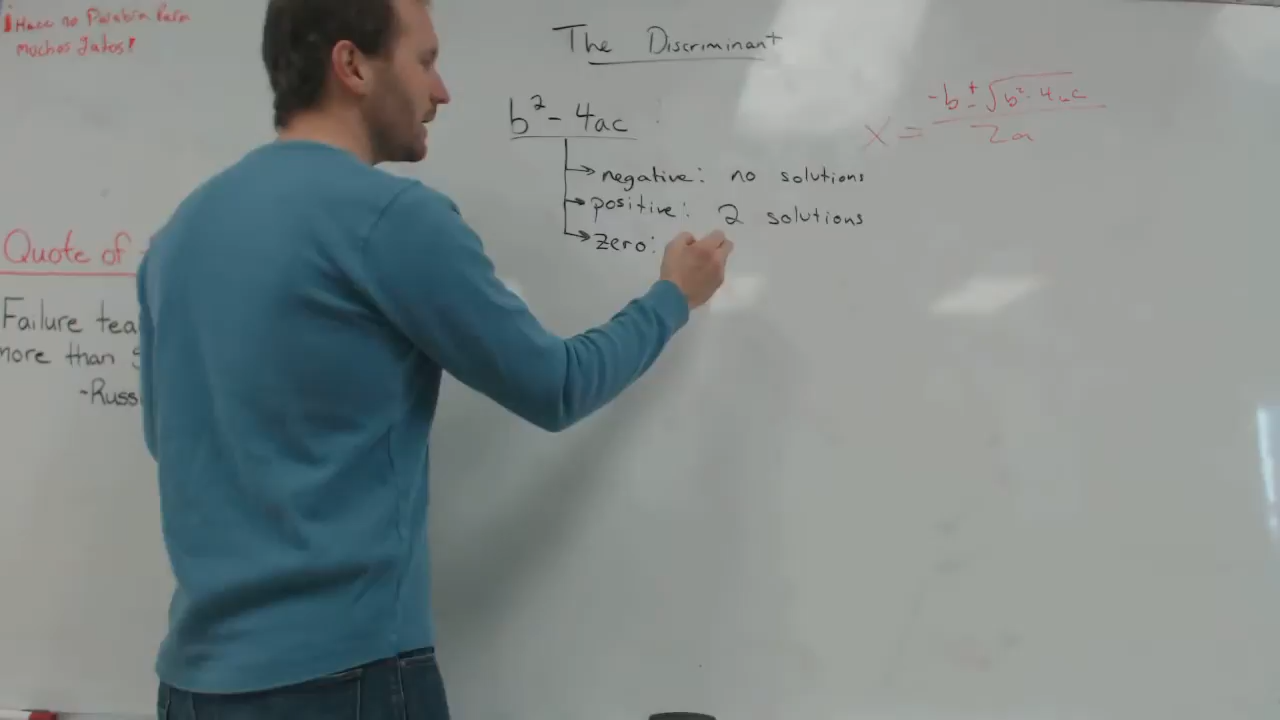 ¡Hace no Palabra Para
muchos gatos!
The Discriminant
b² - 4ac
negative: no solutions
positive: 2 solutions
zero:
x = -b ± √b² - 4ac
2a
Quote of
Failure tea
more than
-Russ